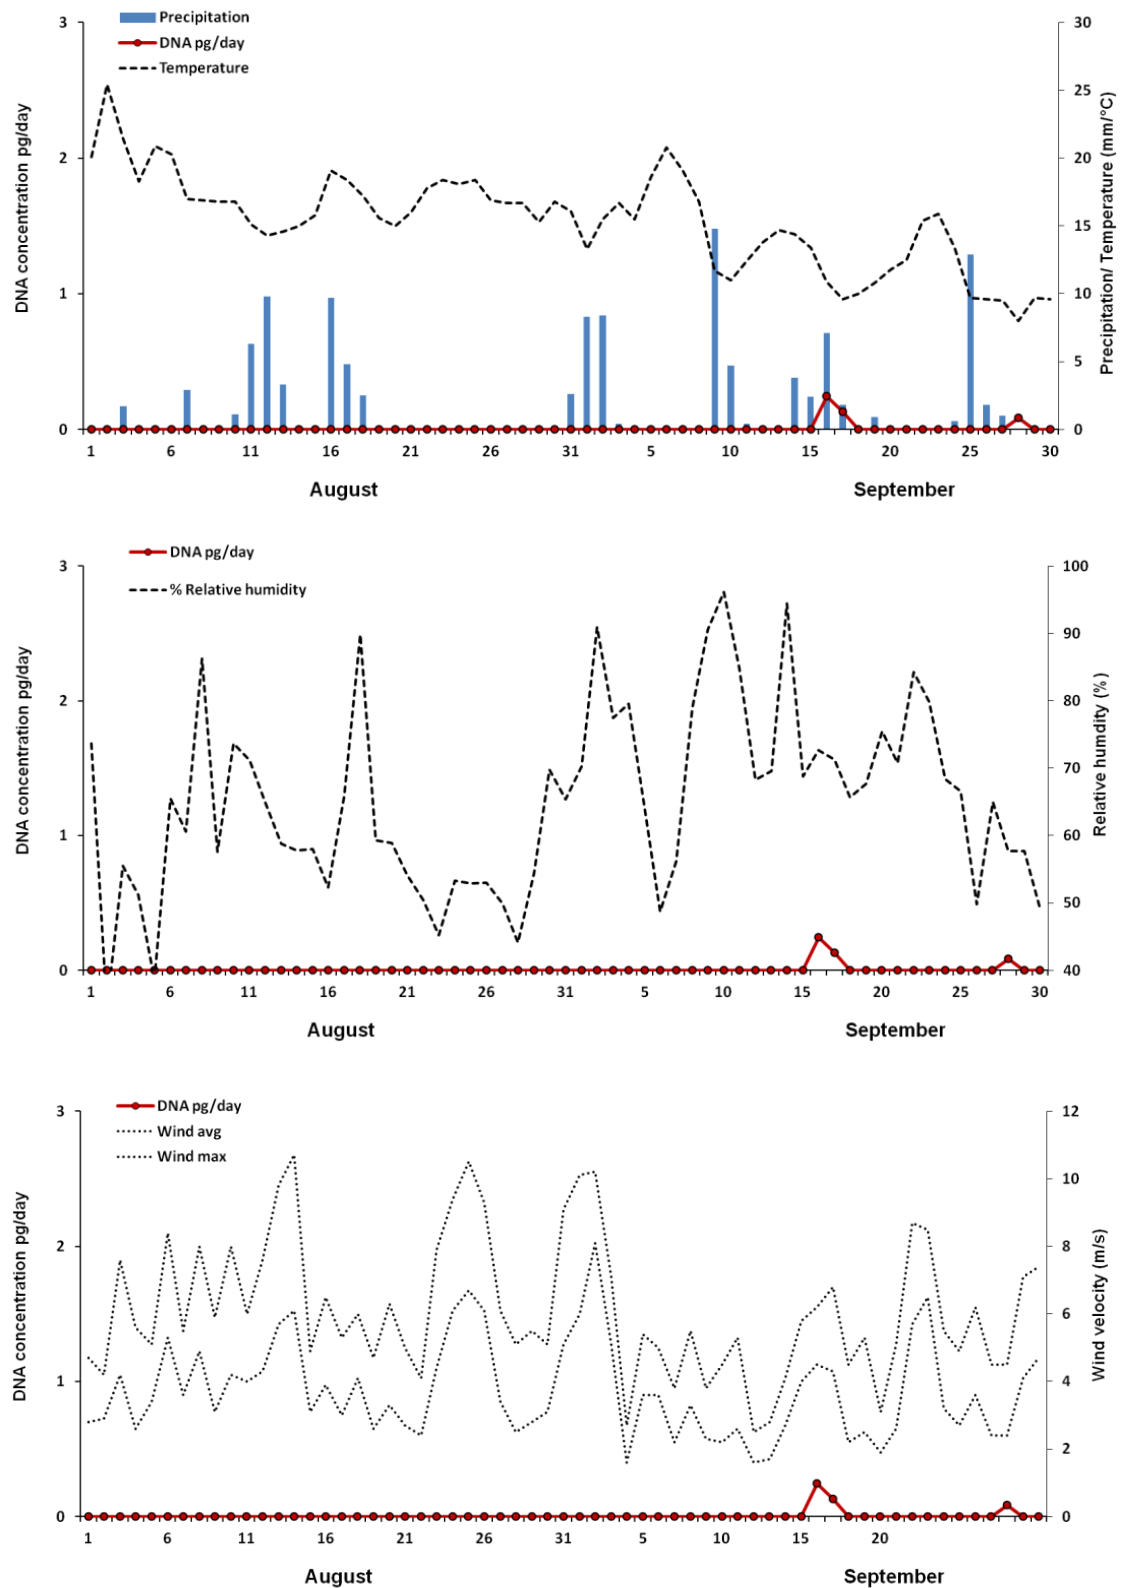 Precipitation
DNA pg/day
Temperature
DNA concentration pg/day
3
2
1
0
30
25
20
15
10
5
0
Precipitation/ Temperature (mm/°C)
1 6 11 16 21 26 31 5 10 15 20 25 30
August September
DNA pg/day
% Relative humidity
DNA concentration pg/day
3
2
1
0
100
90
80
70
60
50
40
Relative humdity (%)
1 6 11 16 21 26 31 5 10 15 20 25 30
August September
DNA pg/day
Wind avg
Wind max
DNA concentration pg/day
3
2
1
0
12
10
8
6
4
2
0
Wind velocity (m/s)
1 6 11 16 21 26 31 5 10 15 20
August September